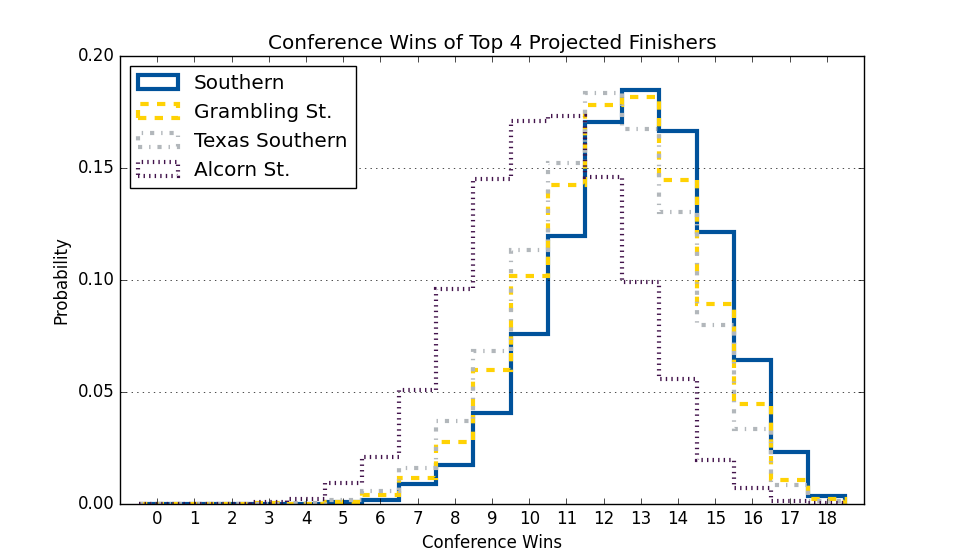 Conference Wins of Top 4 Projected Finishers
0.20
Southern
Grambling St.
Texas Southern
Alcorn St.
0.15
0.10
0.05
0.00
Probability
0 1 2 3 4 5 6 7 8 9 10 11 12 13 14 15 16 17 18
Conference Wins